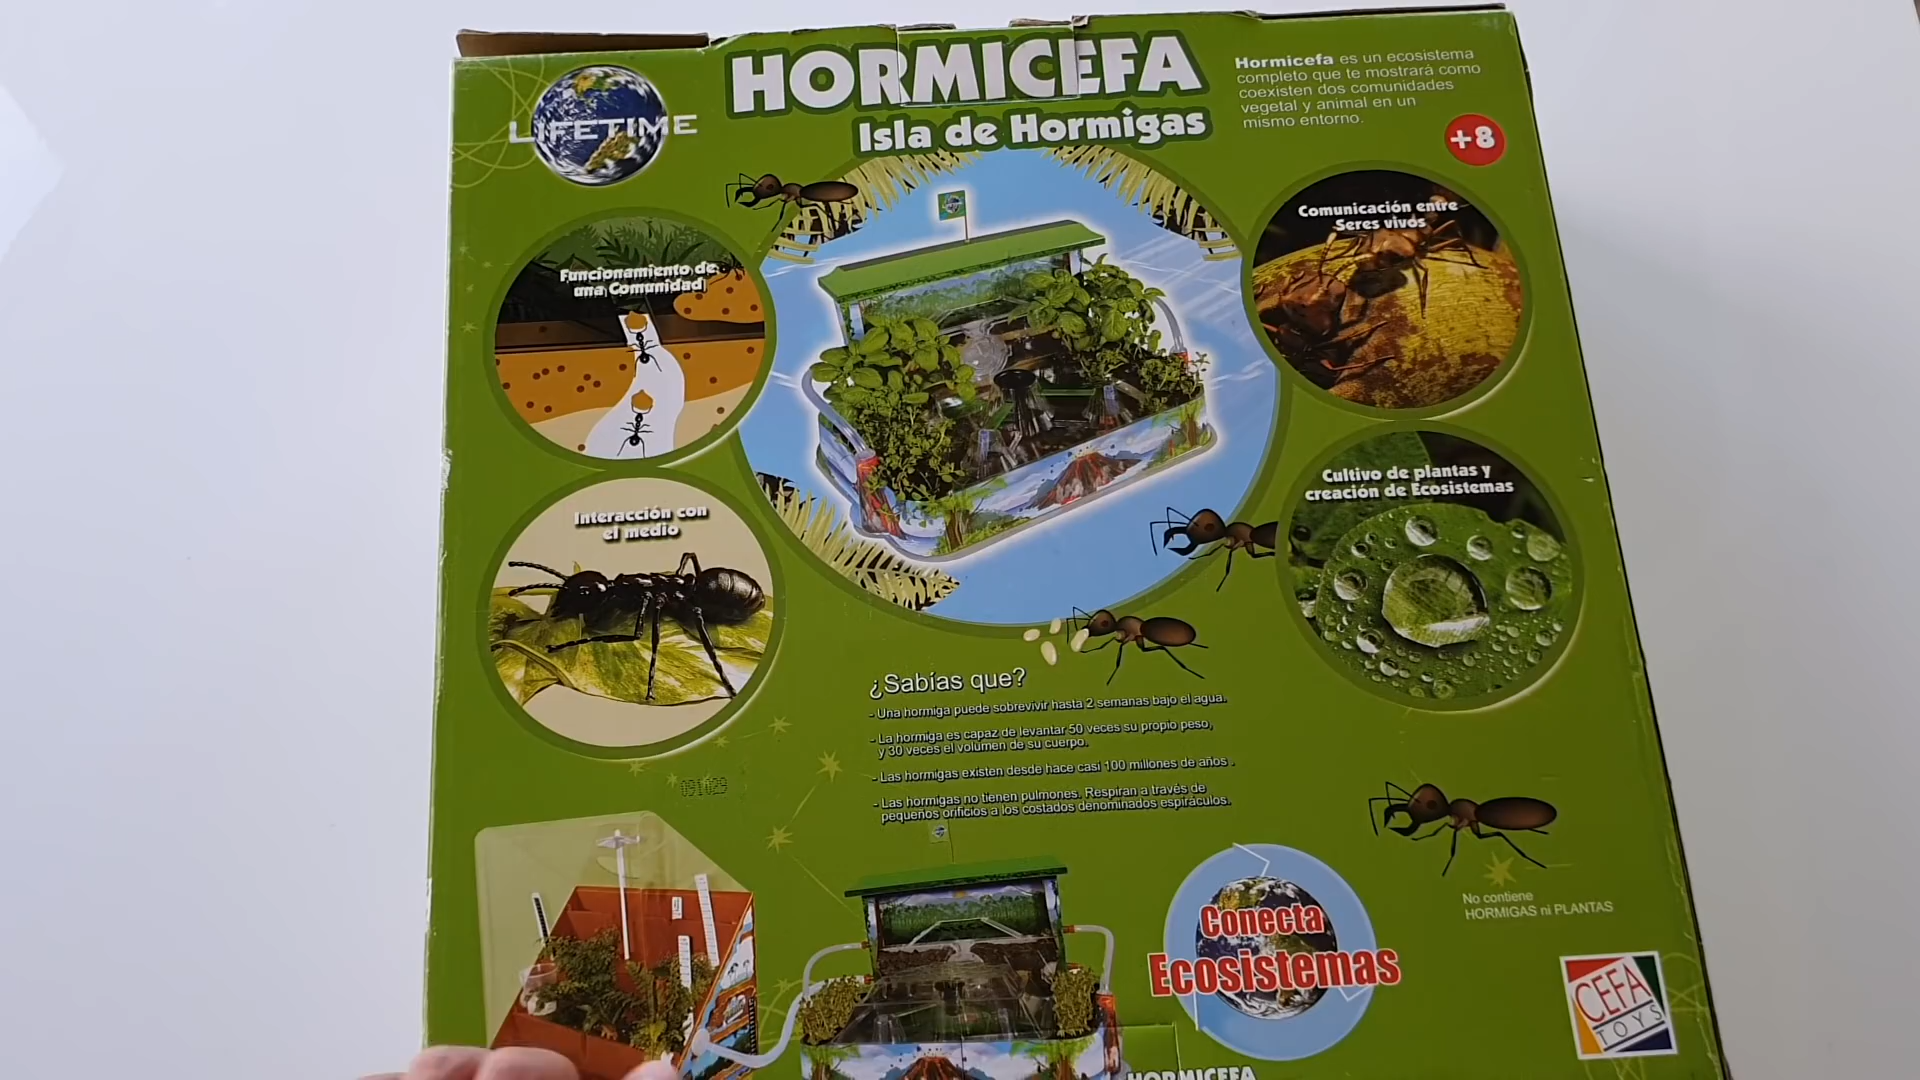 LIFETIME
HORMICEFA
Isla de Hormigas
Hormicefa es un ecosistema
completo que te mostrará como
coexisten dos comunidades
vegetal y animal en un
mismo entorno.
+8
Funcionamiento de
una Comunidad
Comunicación entre
Seres vivos
Interacción con
el medio
Cultivo de plantas y
creación de Ecosistemas
¿Sabías que?
- Una hormiga puede sobrevivir hasta 2 semanas bajo el agua.
- La hormiga es capaz de levantar 50 veces su propio peso,
y 30 veces el volumen de su cuerpo.
- Las hormigas existen desde hace casi 100 millones de años .
- Las hormigas no tienen pulmones. Respiran a través de
pequeños orificios a los costados denominados espiráculos.
091029
No contiene
HORMIGAS ni PLANTAS
Conecta
Ecosistemas
CEFA
TOYS
HORMICEFA